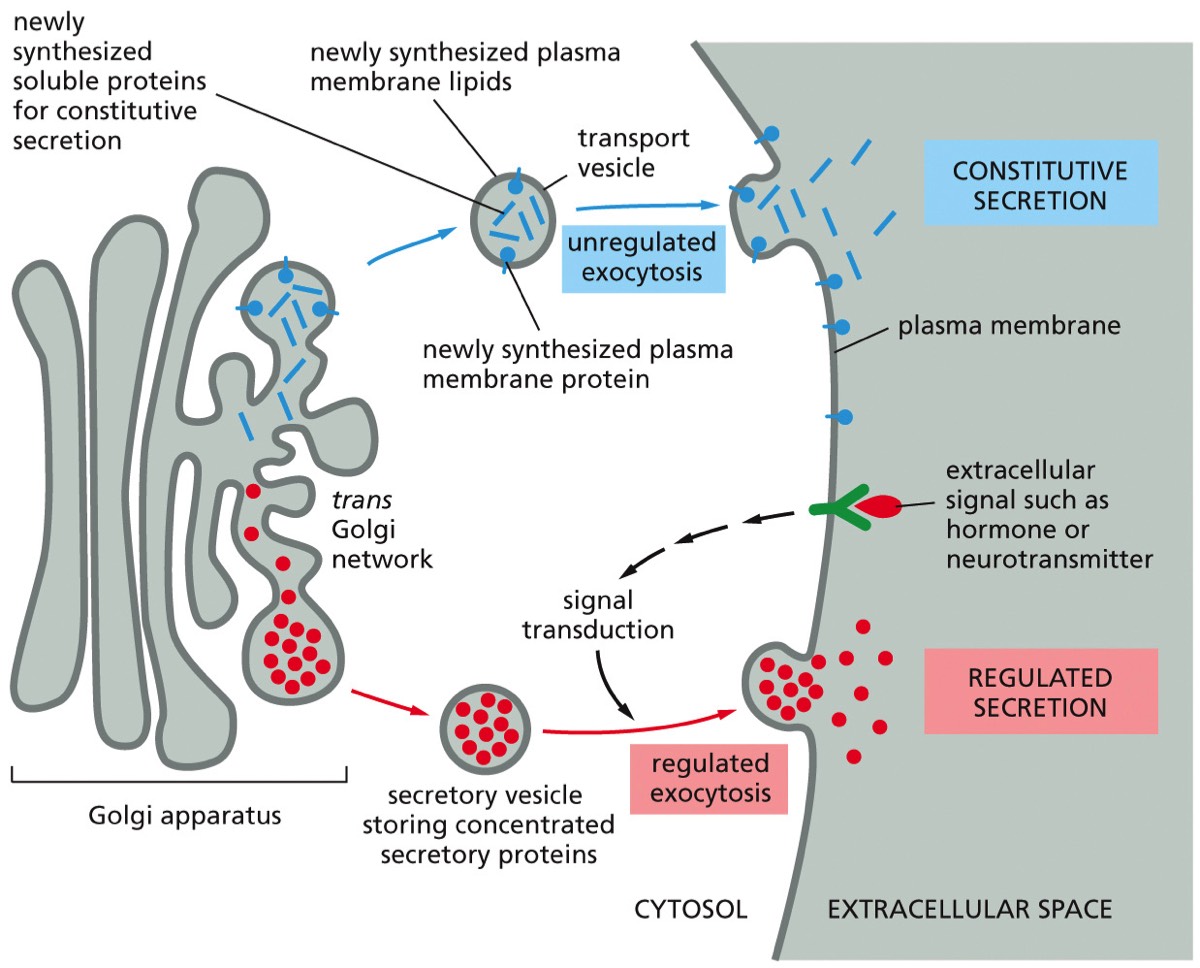 newly
synthesized
soluble proteins
for constitutive
secretion
newly synthesized plasma
membrane lipids
transport
vesicle
CONSTITUTIVE
SECRETION
unregulated
exocytosis
plasma membrane
newly synthesized plasma
membrane protein
trans
Golgi
network
extracellular
signal such as
hormone or
neurotransmitter
signal
transduction
REGULATED
SECRETION
regulated
exocytosis
Golgi apparatus
secretory vesicle
storing concentrated
secretory proteins
CYTOSOL
EXTRACELLULAR SPACE